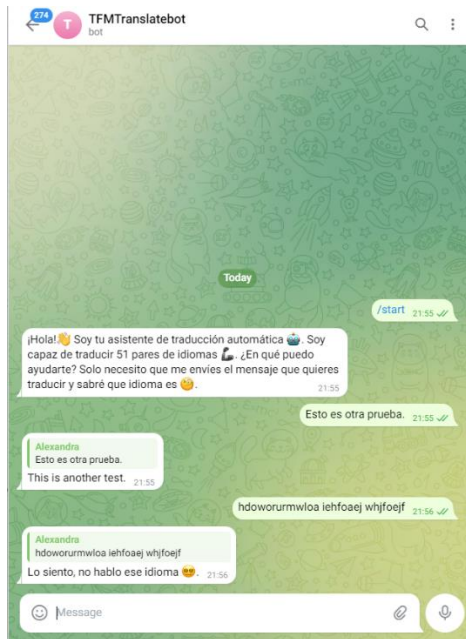 274
T
TFMTranslatebot
bot
Today
/start 21:55
¡Hola!👋 Soy tu asistente de traducción automática 🤖. Soy
capaz de traducir 51 pares de idiomas 🦾. ¿En qué puedo
ayudarte? Solo necesito que me envíes el mensaje que quieres
traducir y sabré que idioma es 🧐.
21:55
Esto es otra prueba. 21:55
Alexandra
Esto es otra prueba.
This is another test. 21:55
hdoworurmwloa iehfoaej whjfoejf 21:56
Alexandra
hdoworurmwloa iehfoaej whjfoejf
Lo siento, no hablo ese idioma 😵‍💫. 21:56
Message